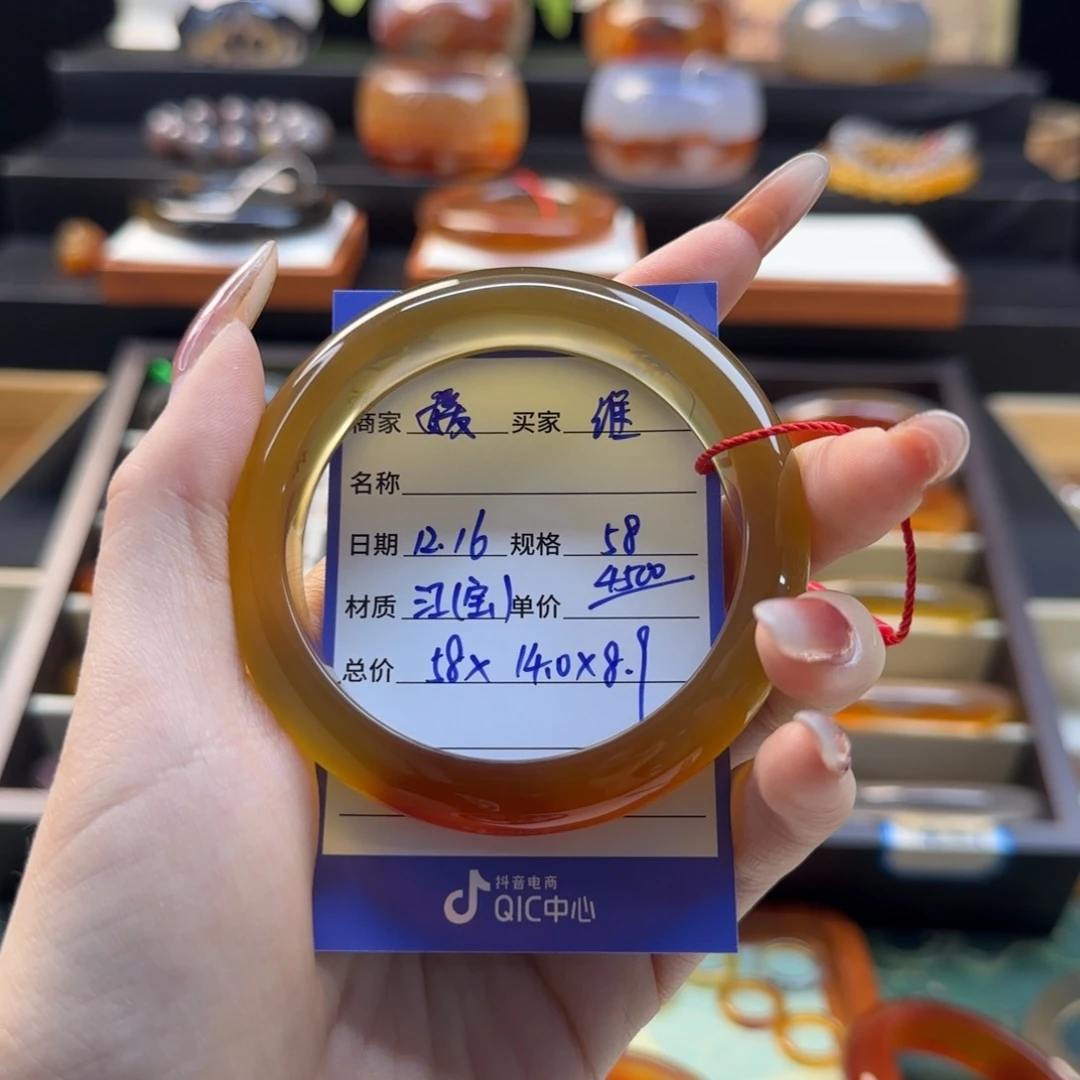 商家 媛 买家 维
名称
日期 12.16 规格 58
材质 江(宝) 单价 4500
总价 58x 14.0x8.9
抖音电商
QIC中心